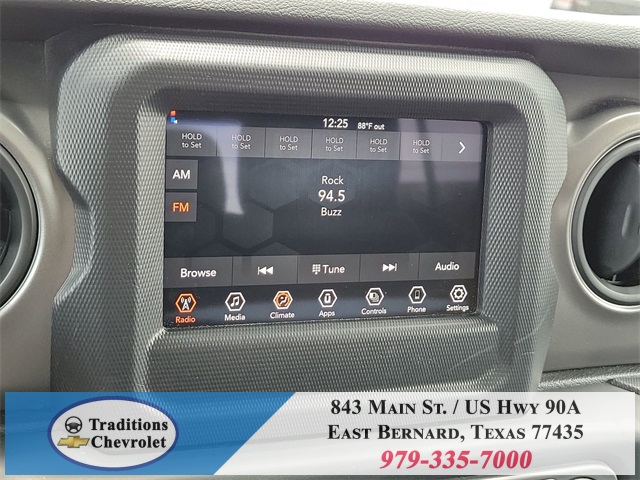 12:25 88°F out
HOLD to Set HOLD to Set HOLD to Set HOLD to Set HOLD to Set HOLD to Set
AM
Rock
94.5
FM
Buzz
Browse Tune Audio
Radio Media Climate Apps Controls Phone Settings
Traditions
Chevrolet
843 Main St. / US Hwy 90A
East Bernard, Texas 77435
979-335-7000